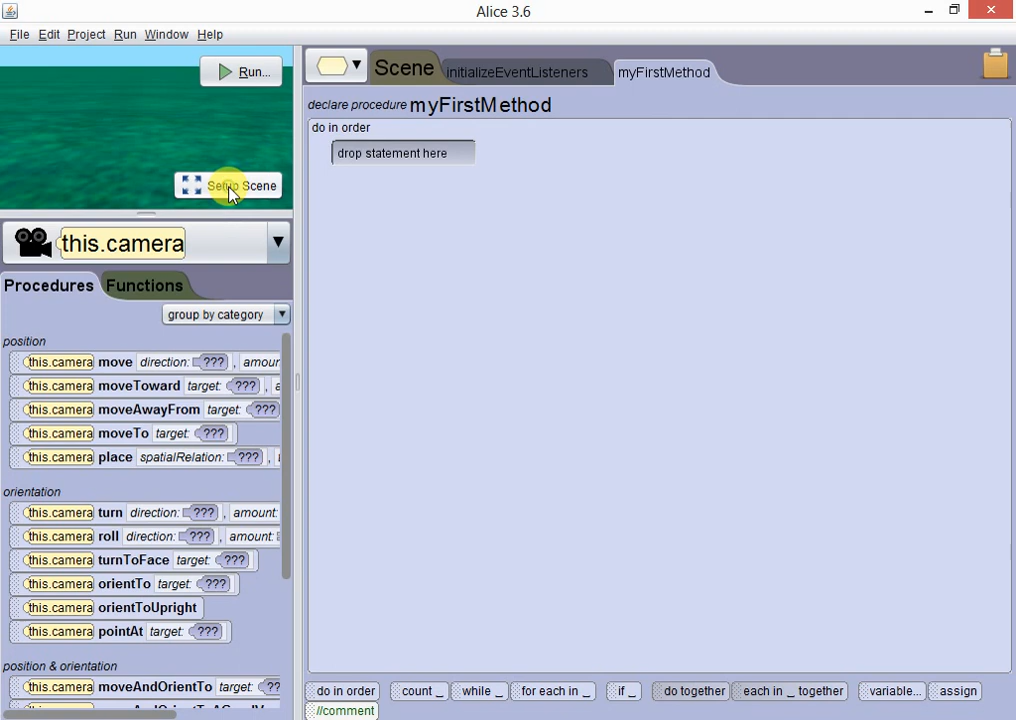 Alice 3.6
File Edit Project Run Window Help
Run...
Setup Scene
this.camera
Procedures Functions
group by category
position
this.camera move direction: ??? , amour
this.camera moveToward target: ??? ,
this.camera moveAwayFrom target: ???
this.camera moveTo target: ???
this.camera place spatialRelation: ??? ,
orientation
this.camera turn direction: ??? , amount:
this.camera roll direction: ??? , amount:
this.camera turnToFace target: ???
this.camera orientTo target: ???
this.camera orientToUpright
this.camera pointAt target: ???
position & orientation
this.camera moveAndOrientTo target: ??
Scene initializeEventListeners myFirstMethod
declare procedure myFirstMethod
do in order
drop statement here
do in order count _ while _ for each in _ if _ do together each in _ together variable... assign
//comment